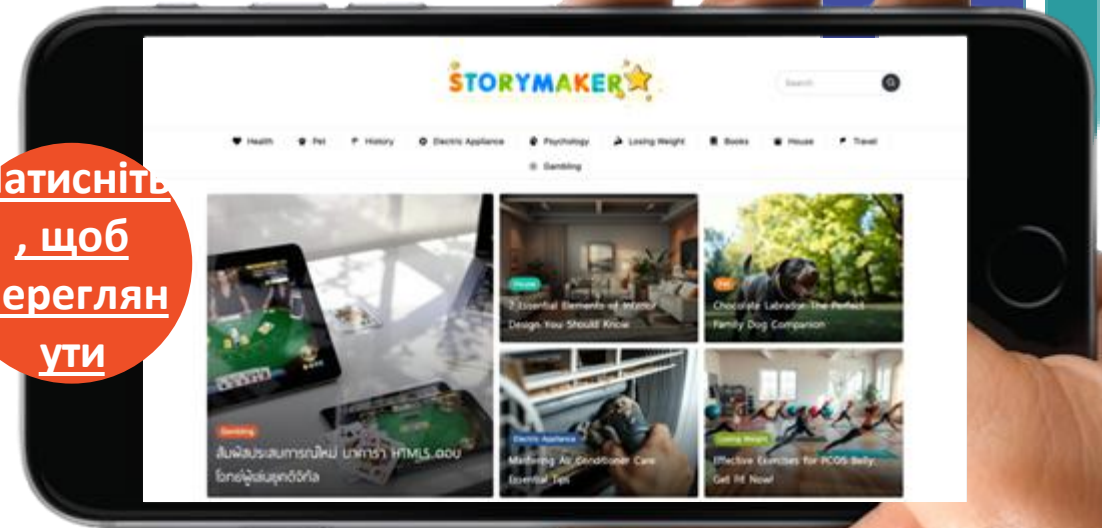 STORYMAKER
Search
Health Pet History Electric Appliance Psychology Losing Weight Books House Travel
Gambling
Натисніть
, щоб
переглян
ути
House
7 Essential Elements of Interior
Design You Should Know
Pet
Chocolate Labrador: The Perfect
Family Dog Companion
Gambling
สัมผัสประสบการณ์ใหม่ บาคาร่า HTML5 ตอบ
โจทย์ผู้เล่นยุคดิจิทัล
Electric Appliance
Mastering Air Conditioner Care:
Essential Tips
Losing Weight
Effective Exercises for PCOS Belly:
Get Fit Now!